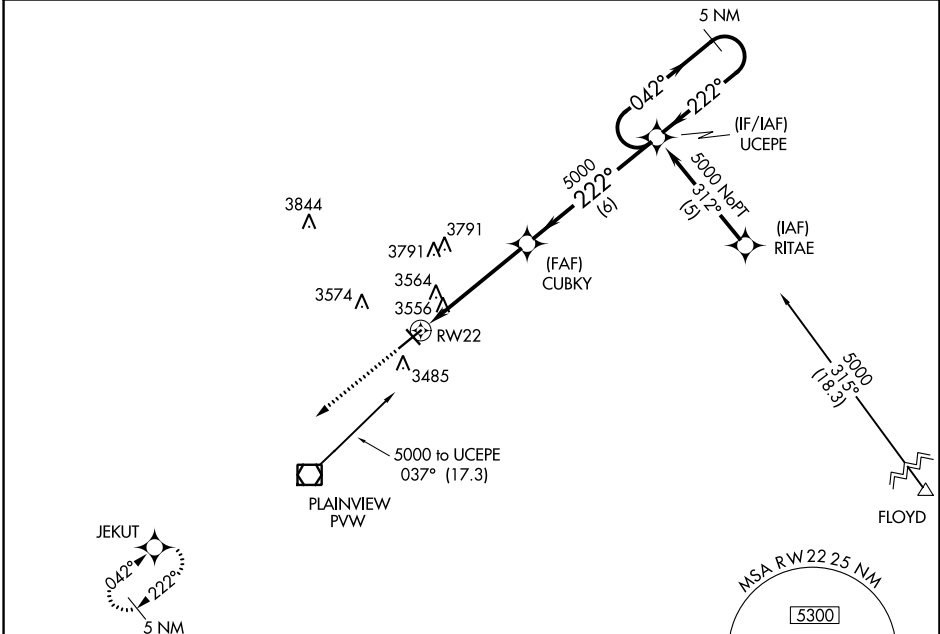 5 NM
042°
222°
(IF/IAF)
UCEPE
5000
222°
(6)
5000 NoPT
312°
(5)
(IAF)
RITAE
3844
3791
3791
(FAF)
CUBKY
3564
3574
3556
RW22
3485
5000
315°
(18.3)
5000 to UCEPE
037° (17.3)
PLAINVIEW
PVW
FLOYD
JEKUT
042°
222°
5 NM
MSA RW22 25 NM
5300